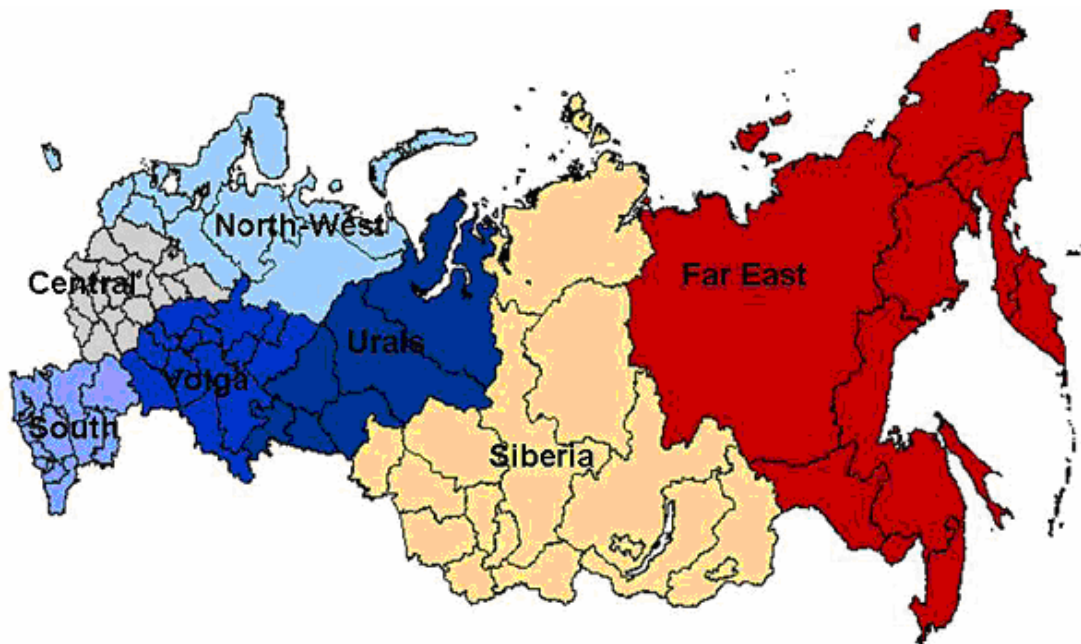 North-West
Central
Far East
Urals
Volga
South
Siberia